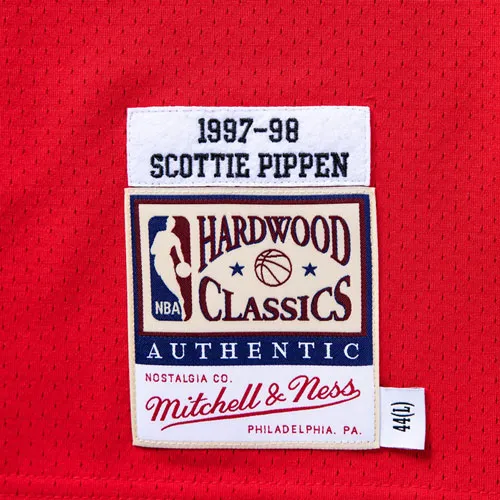 1997-98
SCOTTIE PIPPEN
HARDWOOD
CLASSICS
NBA
AUTHENTIC
NOSTALGIA CO.
Mitchell & Ness
PHILADELPHIA, PA.
44(L)